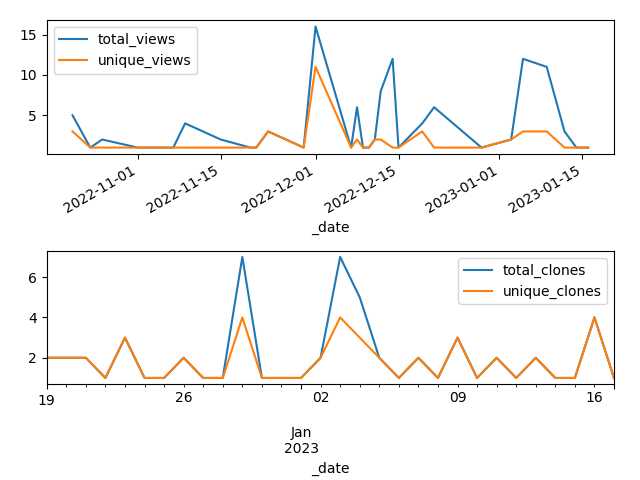 15
10
5
total_views
unique_views
2022-11-01
2022-11-15
2022-12-01
2022-12-15
2023-01-01
2023-01-15
_date
6
4
2
total_clones
unique_clones
19
26
02
09
16
Jan
2023
_date